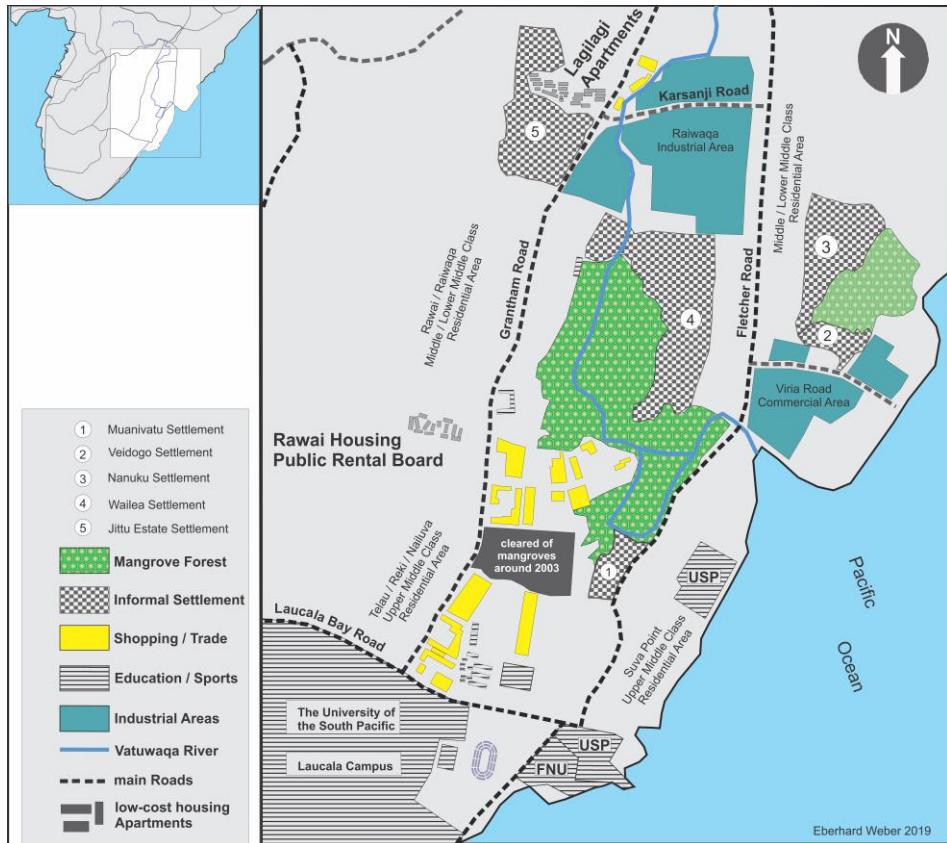 N
Lagilagi
Apartments
Karsanji Road
Raiwaqa
Industrial Area
5
Middle / Lower Middle Class
Residential Area
3
Rawai / Raiwaqa
Middle / Lower Middle Class
Residential Area
Grantham Road
4
Fletcher Road
2
Viria Road
Commercial Area
Rawai Housing
Public Rental Board
cleared of
mangroves
around 2003
1
USP
Telau / Reki / Nailuva
Upper Middle Class
Residential Area
Suva Point
Upper Middle Class
Residential Area
Pacific
Ocean
Laucala Bay Road
The University of
the South Pacific
Laucala Campus
USP
FNU
Eberhard Weber 2019
1 Muanivatu Settlement
2 Veidogo Settlement
3 Nanuku Settlement
4 Wailea Settlement
5 Jittu Estate Settlement
Mangrove Forest
Informal Settlement
Shopping / Trade
Education / Sports
Industrial Areas
Vatuwaqa River
main Roads
low-cost housing
Apartments